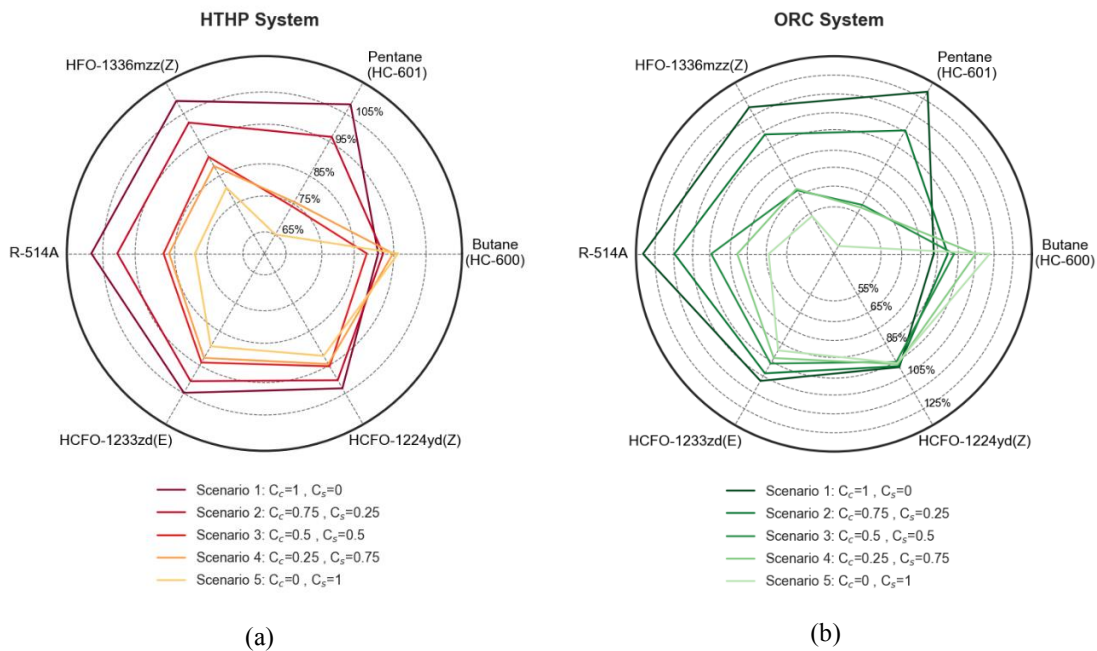 HTHP System
Pentane
(HC-601)
HFO-1336mzz(Z)
105%
95%
85%
75%
65%
R-514A
Butane
(HC-600)
HCFO-1233zd(E)
HCFO-1224yd(Z)
Scenario 1: Cc=1 , Cs=0
Scenario 2: Cc=0.75 , Cs=0.25
Scenario 3: Cc=0.5 , Cs=0.5
Scenario 4: Cc=0.25 , Cs=0.75
Scenario 5: Cc=0 , Cs=1
(a)
ORC System
Pentane
(HC-601)
HFO-1336mzz(Z)
R-514A
Butane
(HC-600)
55%
65%
85%
105%
125%
HCFO-1233zd(E)
HCFO-1224yd(Z)
Scenario 1: Cc=1 , Cs=0
Scenario 2: Cc=0.75 , Cs=0.25
Scenario 3: Cc=0.5 , Cs=0.5
Scenario 4: Cc=0.25 , Cs=0.75
Scenario 5: Cc=0 , Cs=1
(b)